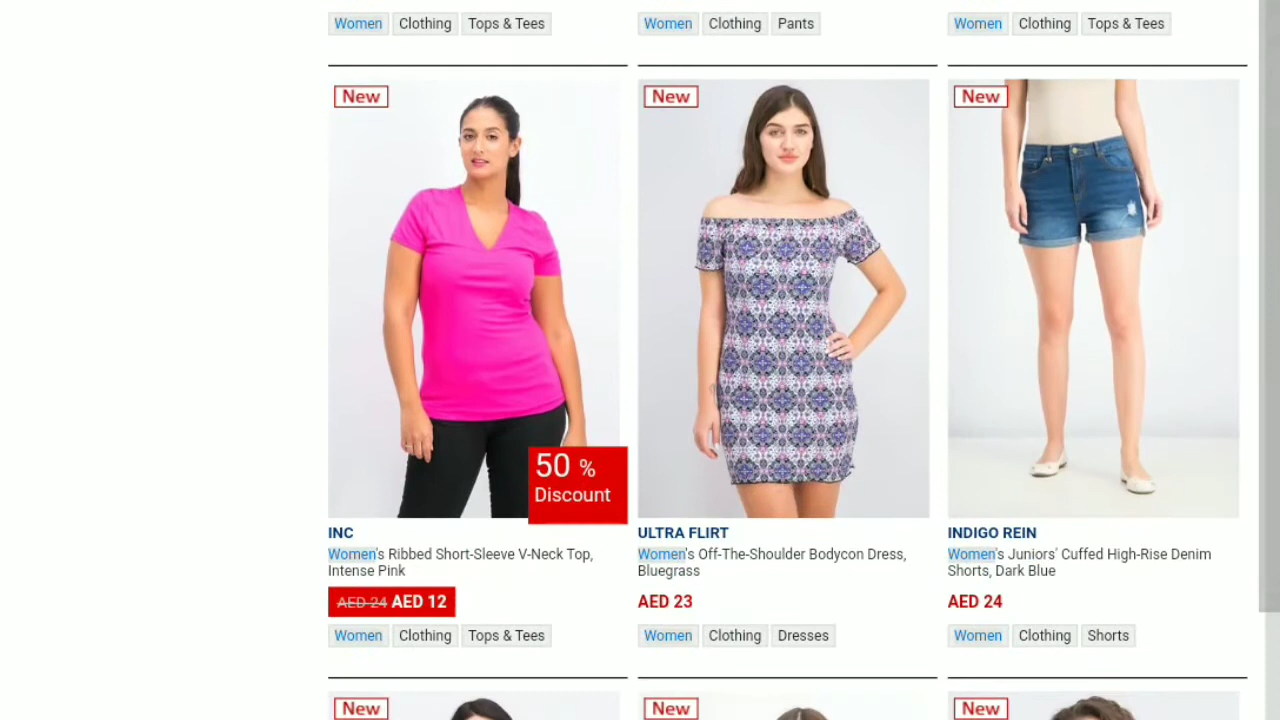 Women Clothing Tops & Tees
Women Clothing Pants
Women Clothing Tops & Tees
New
50 %
Discount
INC
Women's Ribbed Short-Sleeve V-Neck Top,
Intense Pink
AED 24 AED 12
Women Clothing Tops & Tees
New
ULTRA FLIRT
Women's Off-The-Shoulder Bodycon Dress,
Bluegrass
AED 23
Women Clothing Dresses
New
INDIGO REIN
Women's Juniors' Cuffed High-Rise Denim
Shorts, Dark Blue
AED 24
Women Clothing Shorts
New
New
New